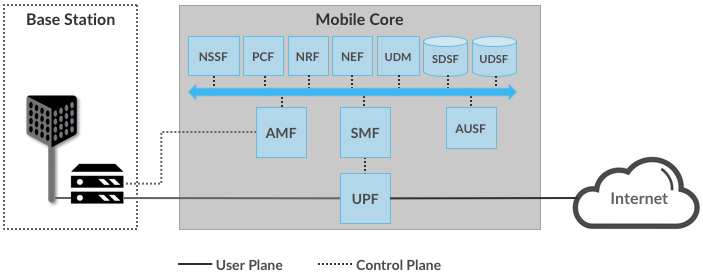 Base Station
Mobile Core
NSSF PCF NRF NEF UDM SDSF UDSF
AMF SMF AUSF
UPF
Internet
User Plane Control Plane